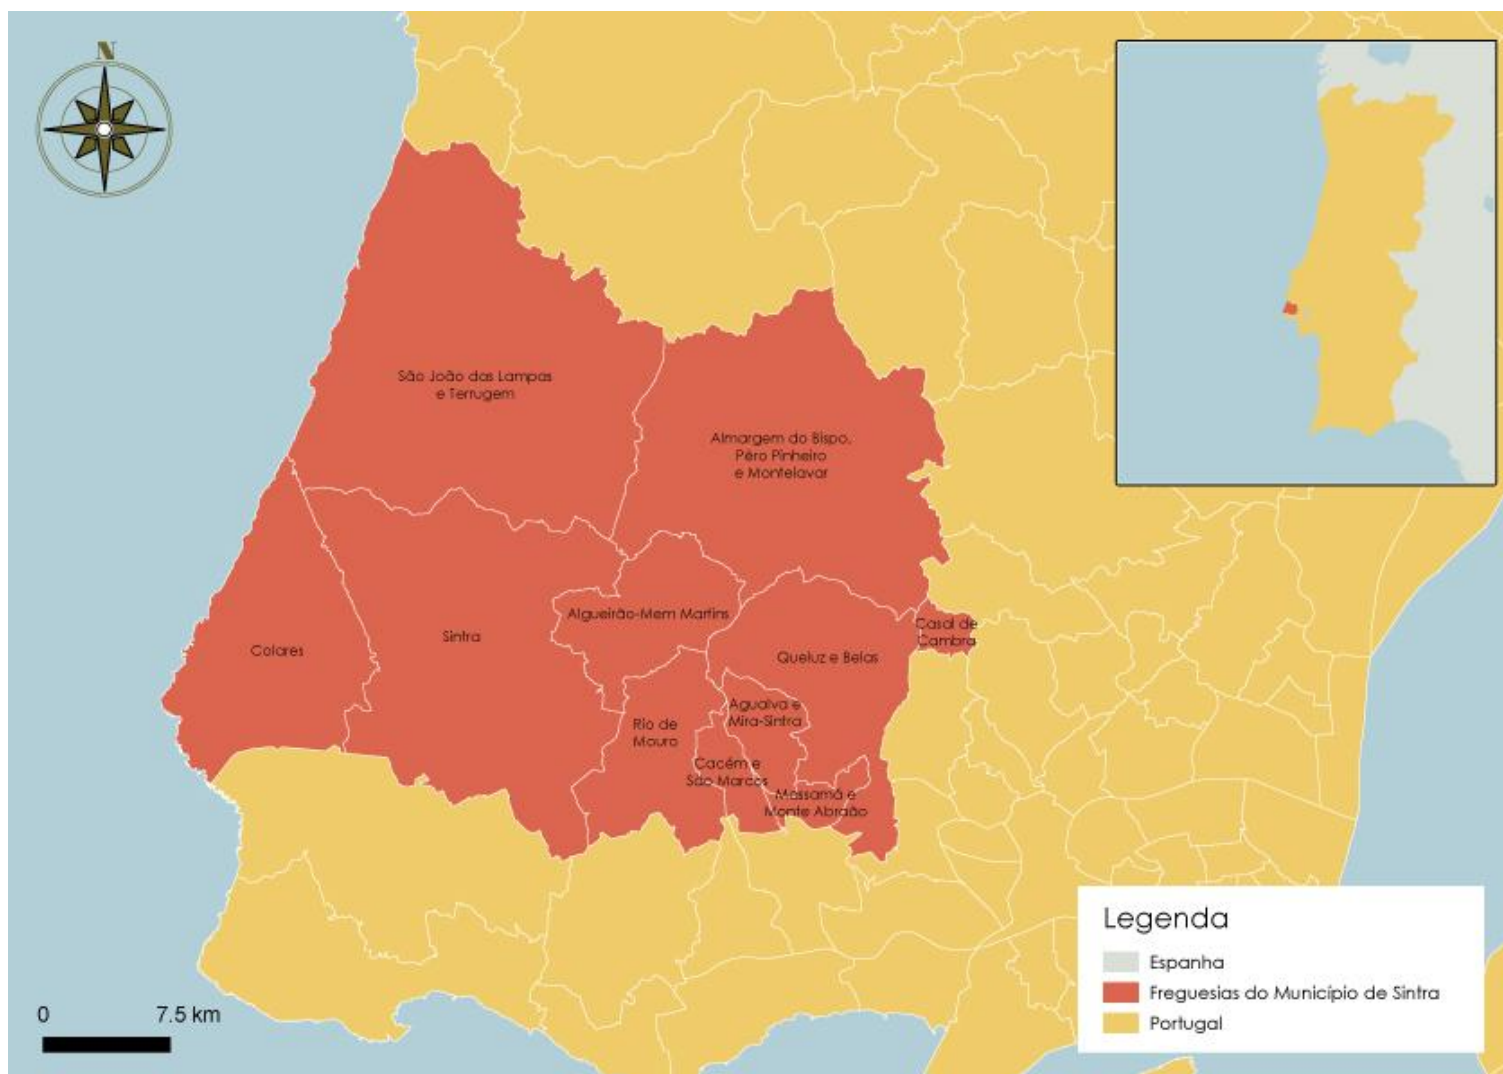 N
São João das Lampas
e Terrugem
Almargem do Bispo,
Pêro Pinheiro
e Montelavar
Algueirão-Mem Martins
Casal de
Cambra
Sintra
Colares
Queluz e Belas
Agualva e
Mira-Sintra
Rio de
Mouro
Cacém e
São Marcos
Massamá e
Monte Abraão
Legenda
Espanha
Freguesias do Município de Sintra
Portugal
0 7.5 km